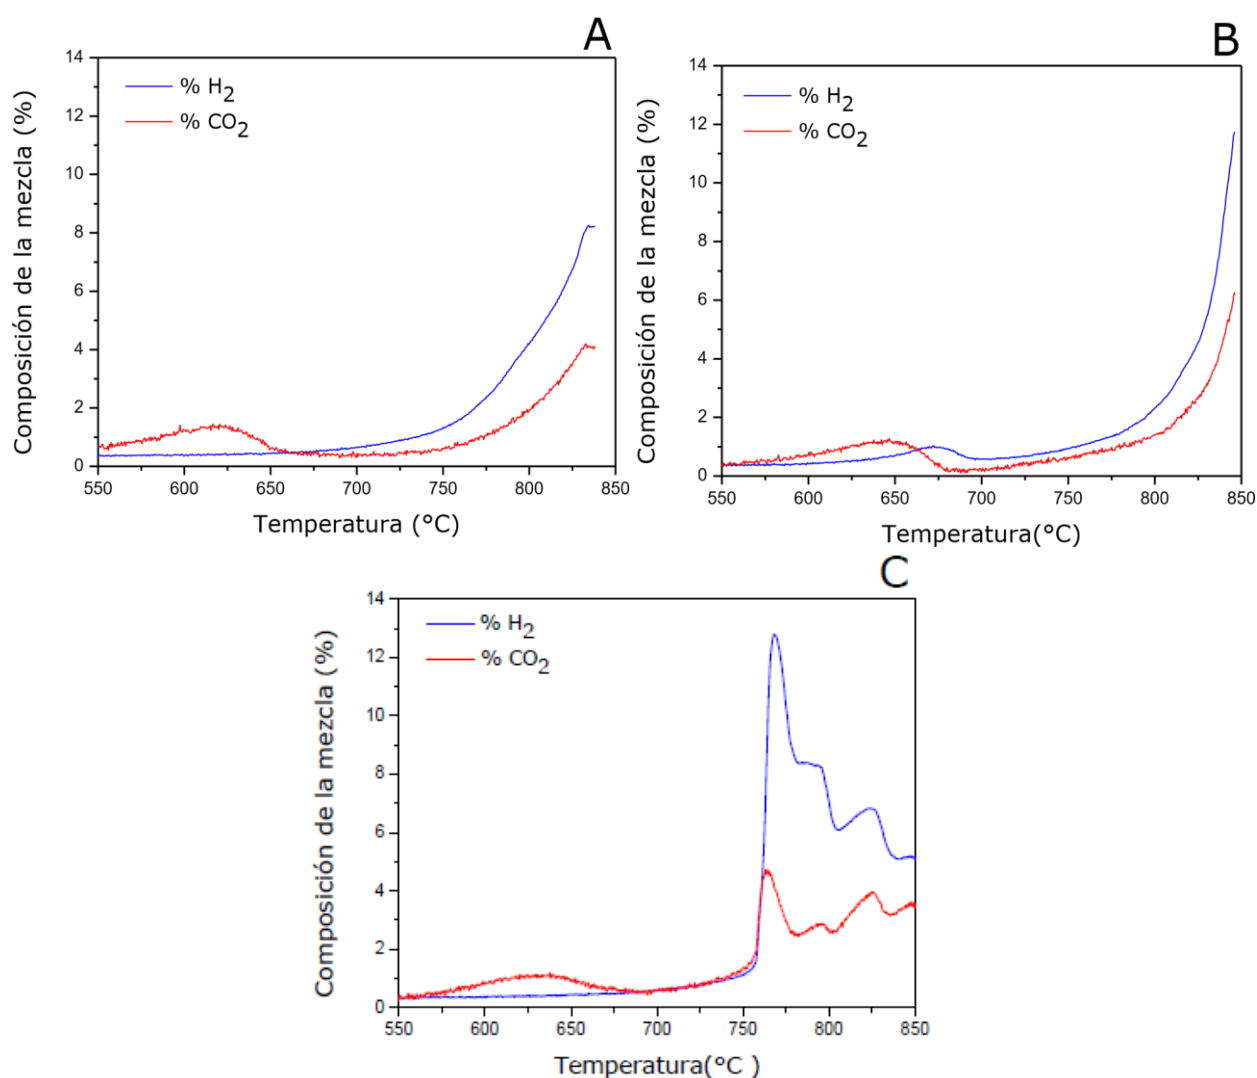 A
Composición de la mezcla (%)
14
12
10
8
6
4
2
0
% H2
% CO2
550 600 650 700 750 800 850
Temperatura (°C)
B
Composición de la mezcla (%)
14
12
10
8
6
4
2
0
% H2
% CO2
550 600 650 700 750 800 850
Temperatura(°C)
C
Composición de la mezcla (%)
14
12
10
8
6
4
2
0
% H2
% CO2
550 600 650 700 750 800 850
Temperatura(°C )